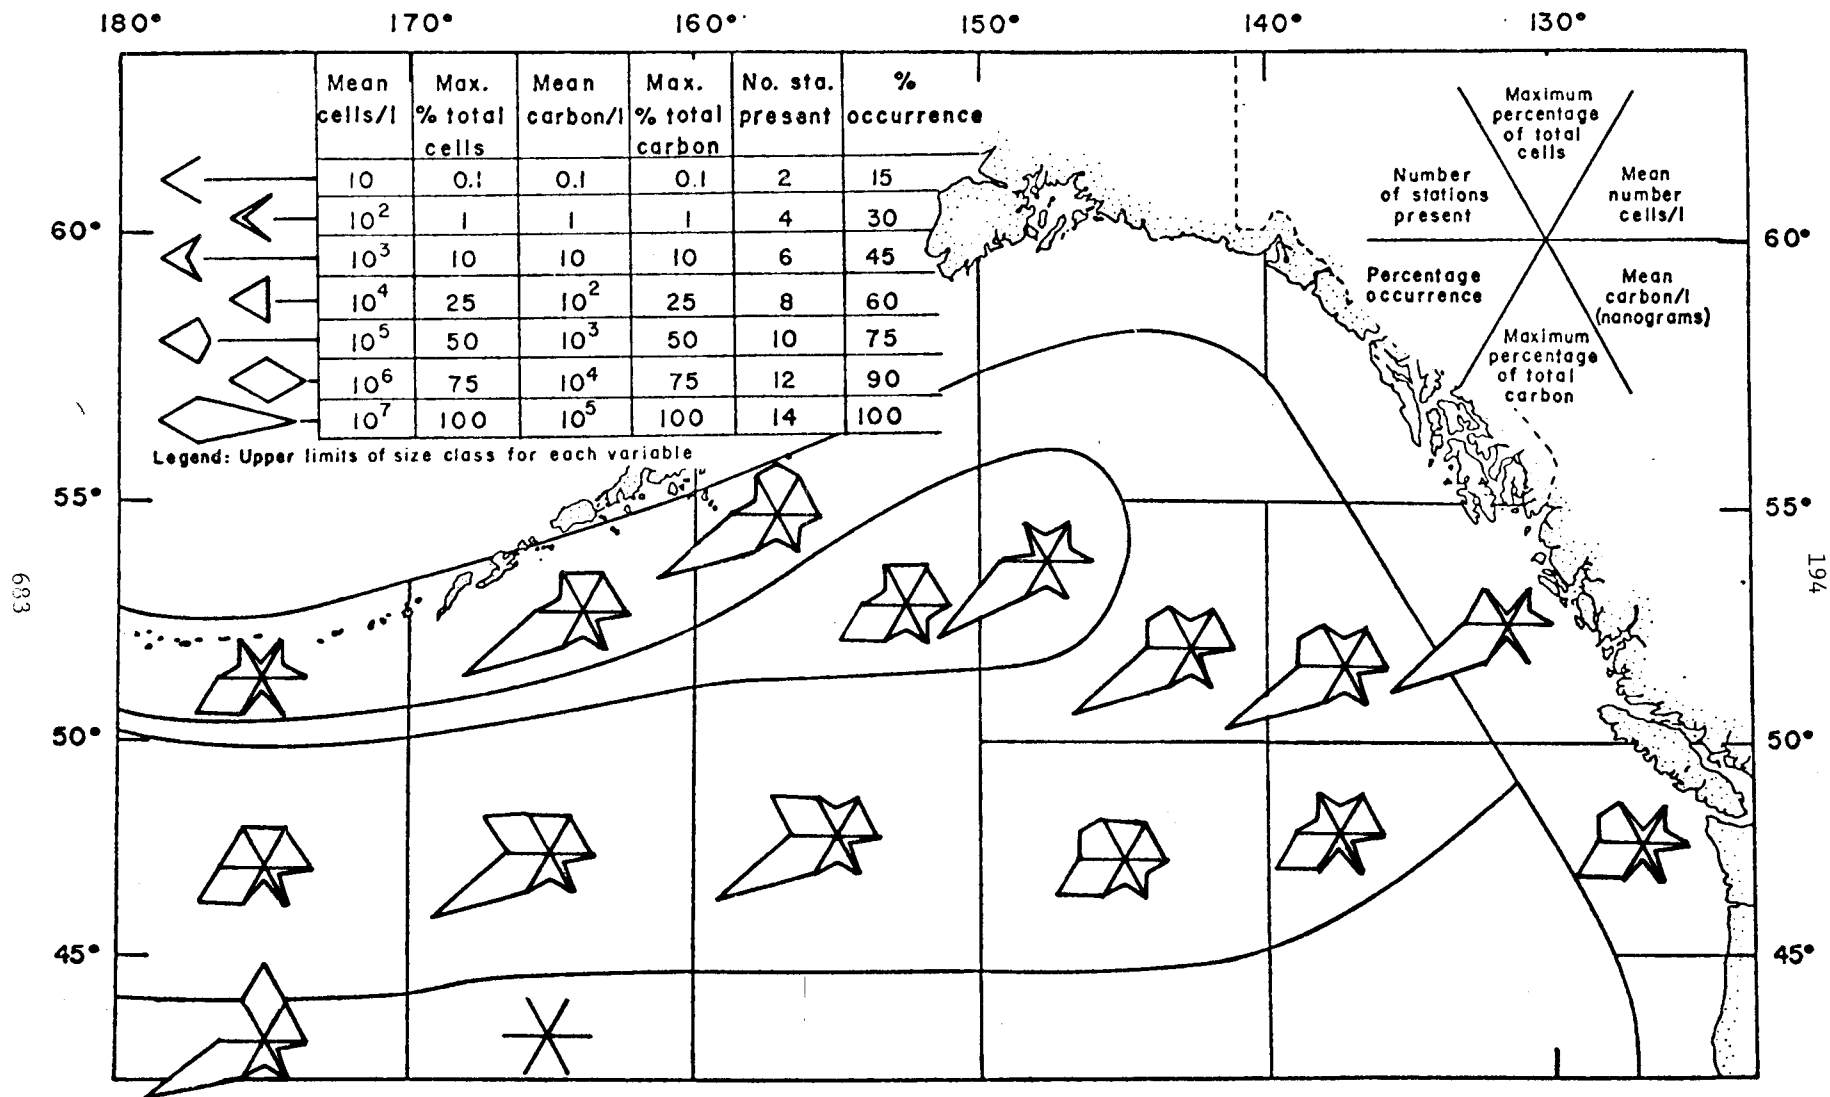 180° 170° 160° 150° 140° 130°
Mean cells/l Max. % total cells Mean carbon/l Max. % total carbon No. sta. present % occurrence
10 0.1 0.1 0.1 2 15
10² 1 1 1 4 30
10³ 10 10 10 6 45
10⁴ 25 10² 25 8 60
10⁵ 50 10³ 50 10 75
10⁶ 75 10⁴ 75 12 90
10⁷ 100 10⁵ 100 14 100
Legend: Upper limits of size class for each variable
Maximum
percentage
of total
cells
Number
of stations
present
Mean
number
cells/l
Percentage
occurrence
Mean
carbon/l
(nanograms)
Maximum
percentage
of total
carbon
60° 60°
55° 55°
50° 50°
45° 45°
683
194